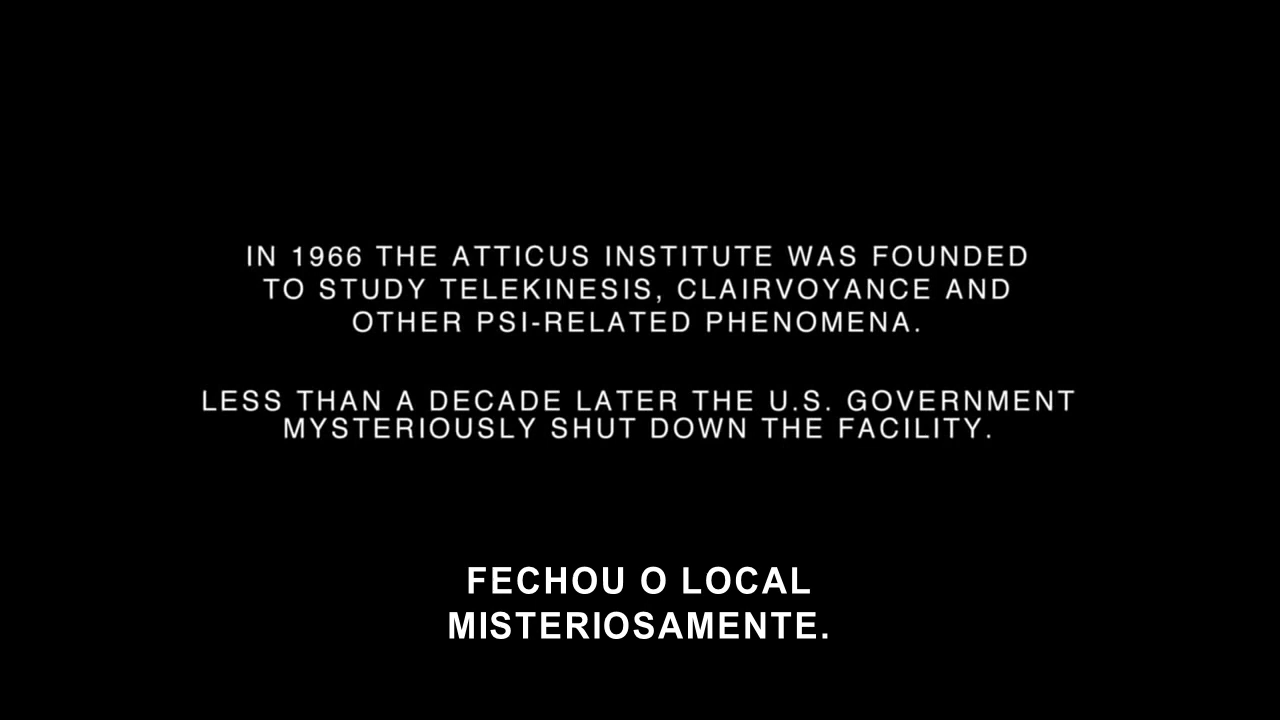 IN 1966 THE ATTICUS INSTITUTE WAS FOUNDED
TO STUDY TELEKINESIS, CLAIRVOYANCE AND
OTHER PSI-RELATED PHENOMENA.
LESS THAN A DECADE LATER THE U.S. GOVERNMENT
MYSTERIOUSLY SHUT DOWN THE FACILITY.
FECHOU O LOCAL
MISTERIOSAMENTE.